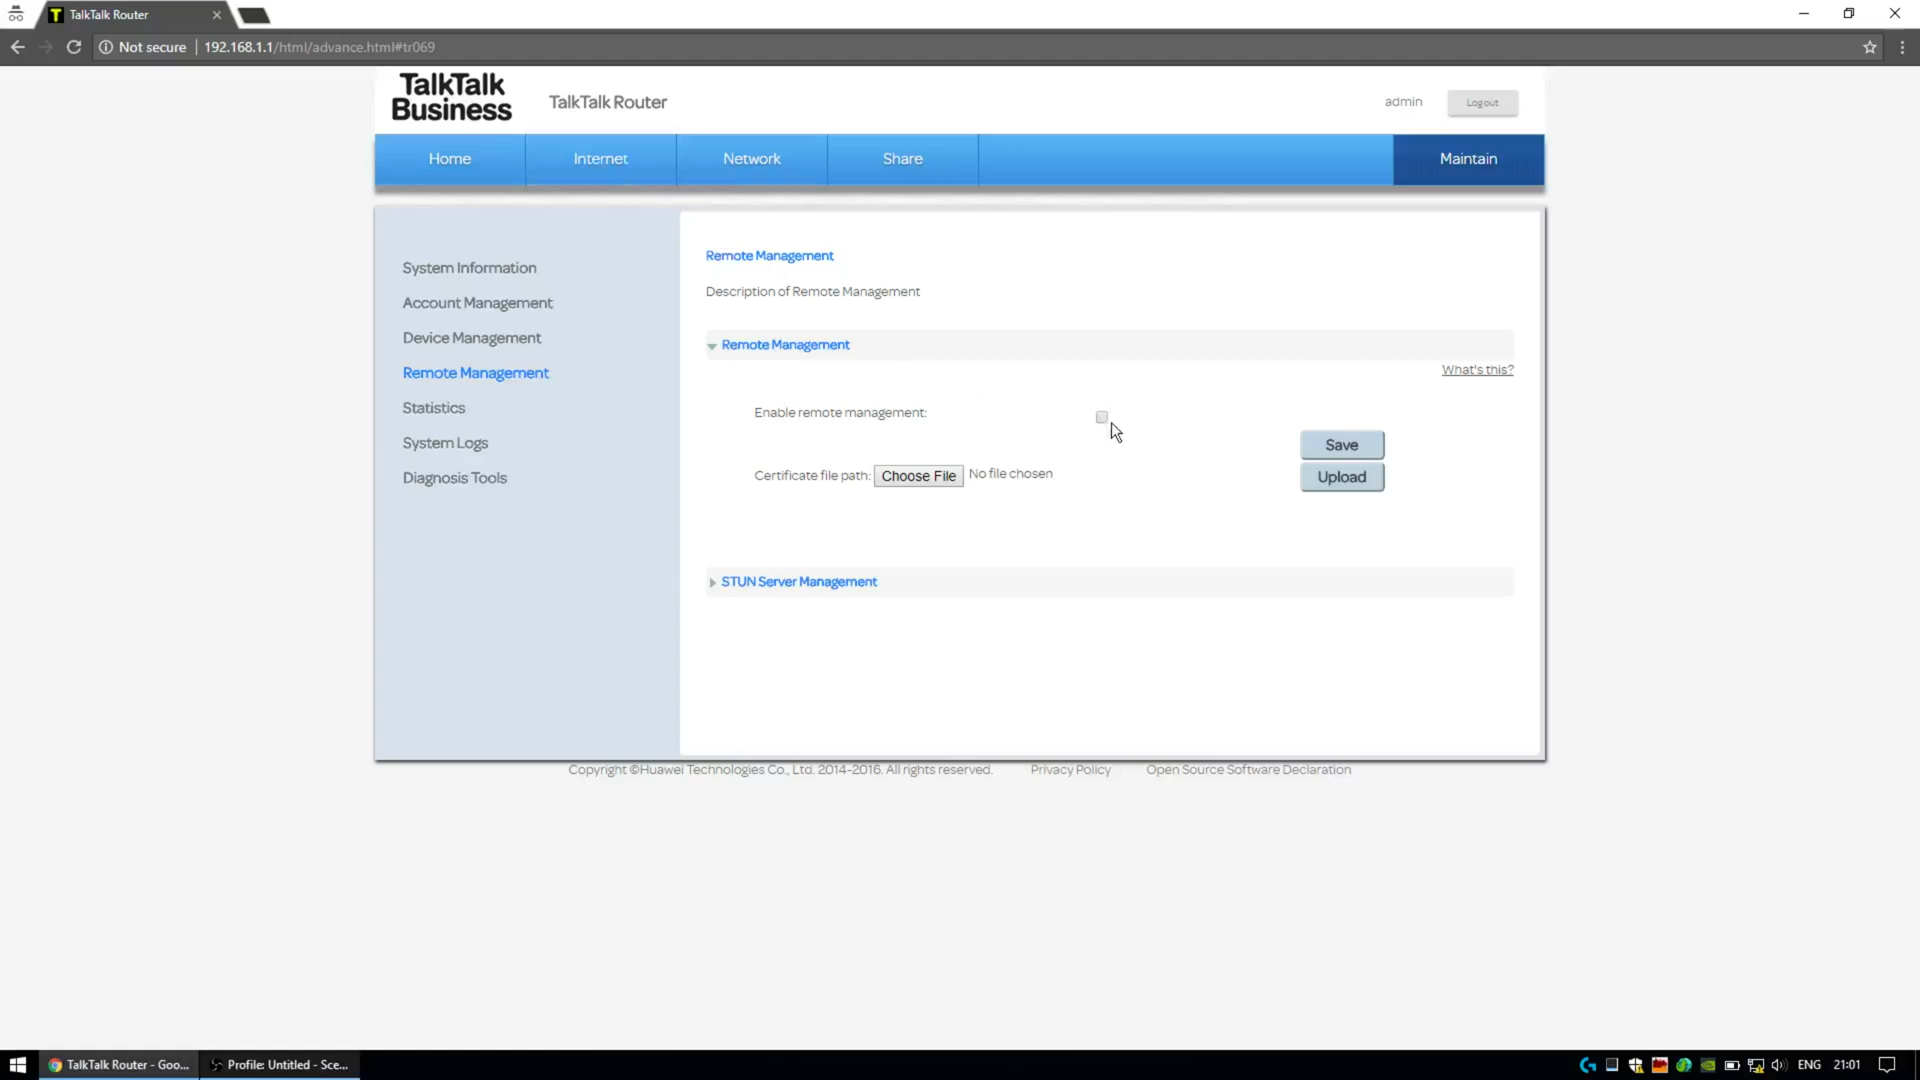 TalkTalk Router
Not secure | 192.168.1.1/html/advance.html#tr069
TalkTalk
Business
TalkTalk Router
admin
Logout
Home
Internet
Network
Share
Maintain
System Information
Account Management
Device Management
Remote Management
Statistics
System Logs
Diagnosis Tools
Remote Management
Description of Remote Management
Remote Management
What's this?
Enable remote management:
Save
Certificate file path: Choose File No file chosen
Upload
STUN Server Management
Copyright ©Huawei Technologies Co., Ltd. 2014-2016. All rights reserved. Privacy Policy Open Source Software Declaration
TalkTalk Router - Goo...
Profile: Untitled - Sce...
ENG
21:01